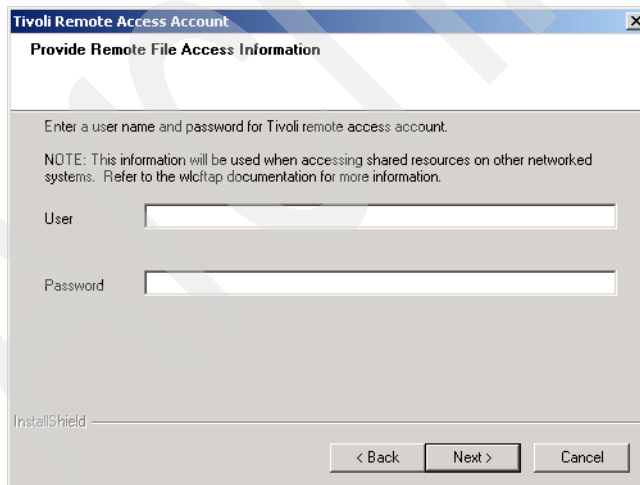 Tivoli Remote Access Account
Provide Remote File Access Information
Enter a user name and password for Tivoli remote access account.
NOTE: This information will be used when accessing shared resources on other networked
systems. Refer to the wlcftap documentation for more information.
User
Password
InstallShield
< Back Next > Cancel